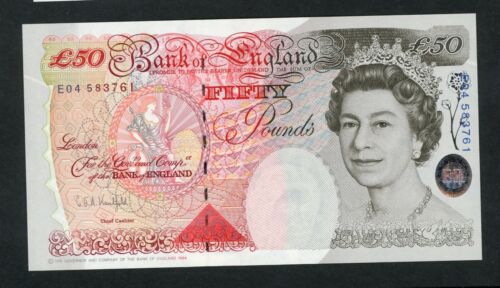 £50
Bank of England
£50
I PROMISE TO PAY THE BEARER ON DEMAND THE SUM OF
E04 583761
FIFTY
Pounds
London
For the Govr. and Compa.
of the BANK of ENGLAND
Chief Cashier
© THE GOVERNOR AND COMPANY OF THE BANK OF ENGLAND 1994
E04 583761